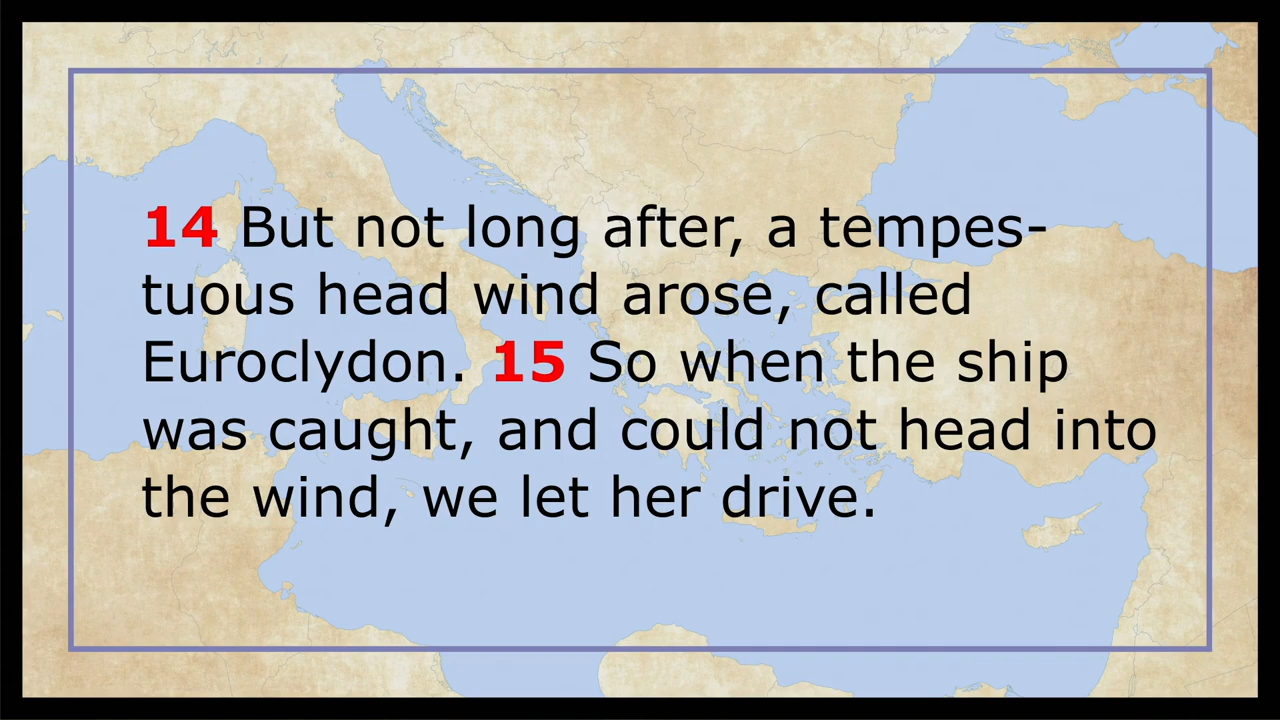 14 But not long after, a tempes-
tuous head wind arose, called
Euroclydon. 15 So when the ship
was caught, and could not head into
the wind, we let her drive.